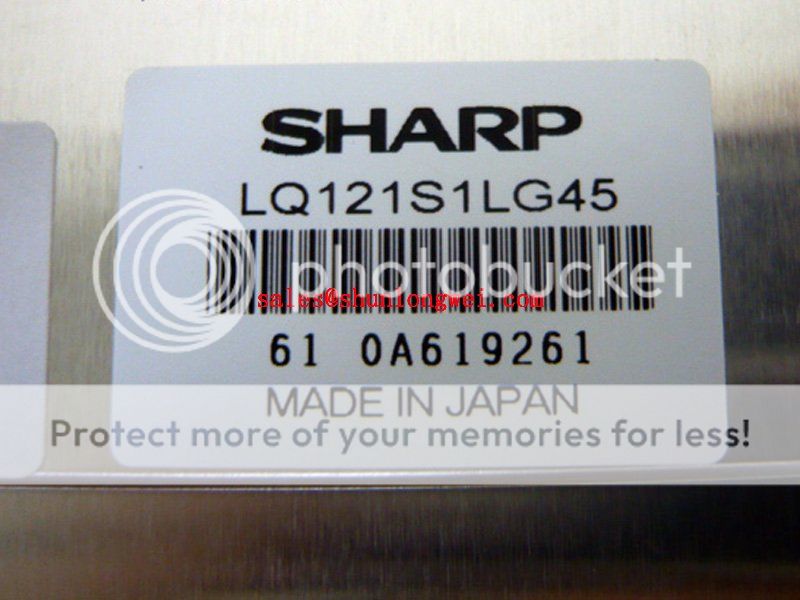 SHARP
LQ121S1LG45
photobucket
sales@shunlongwei.com
61 0A619261
MADE IN JAPAN
Protect more of your memories for less!